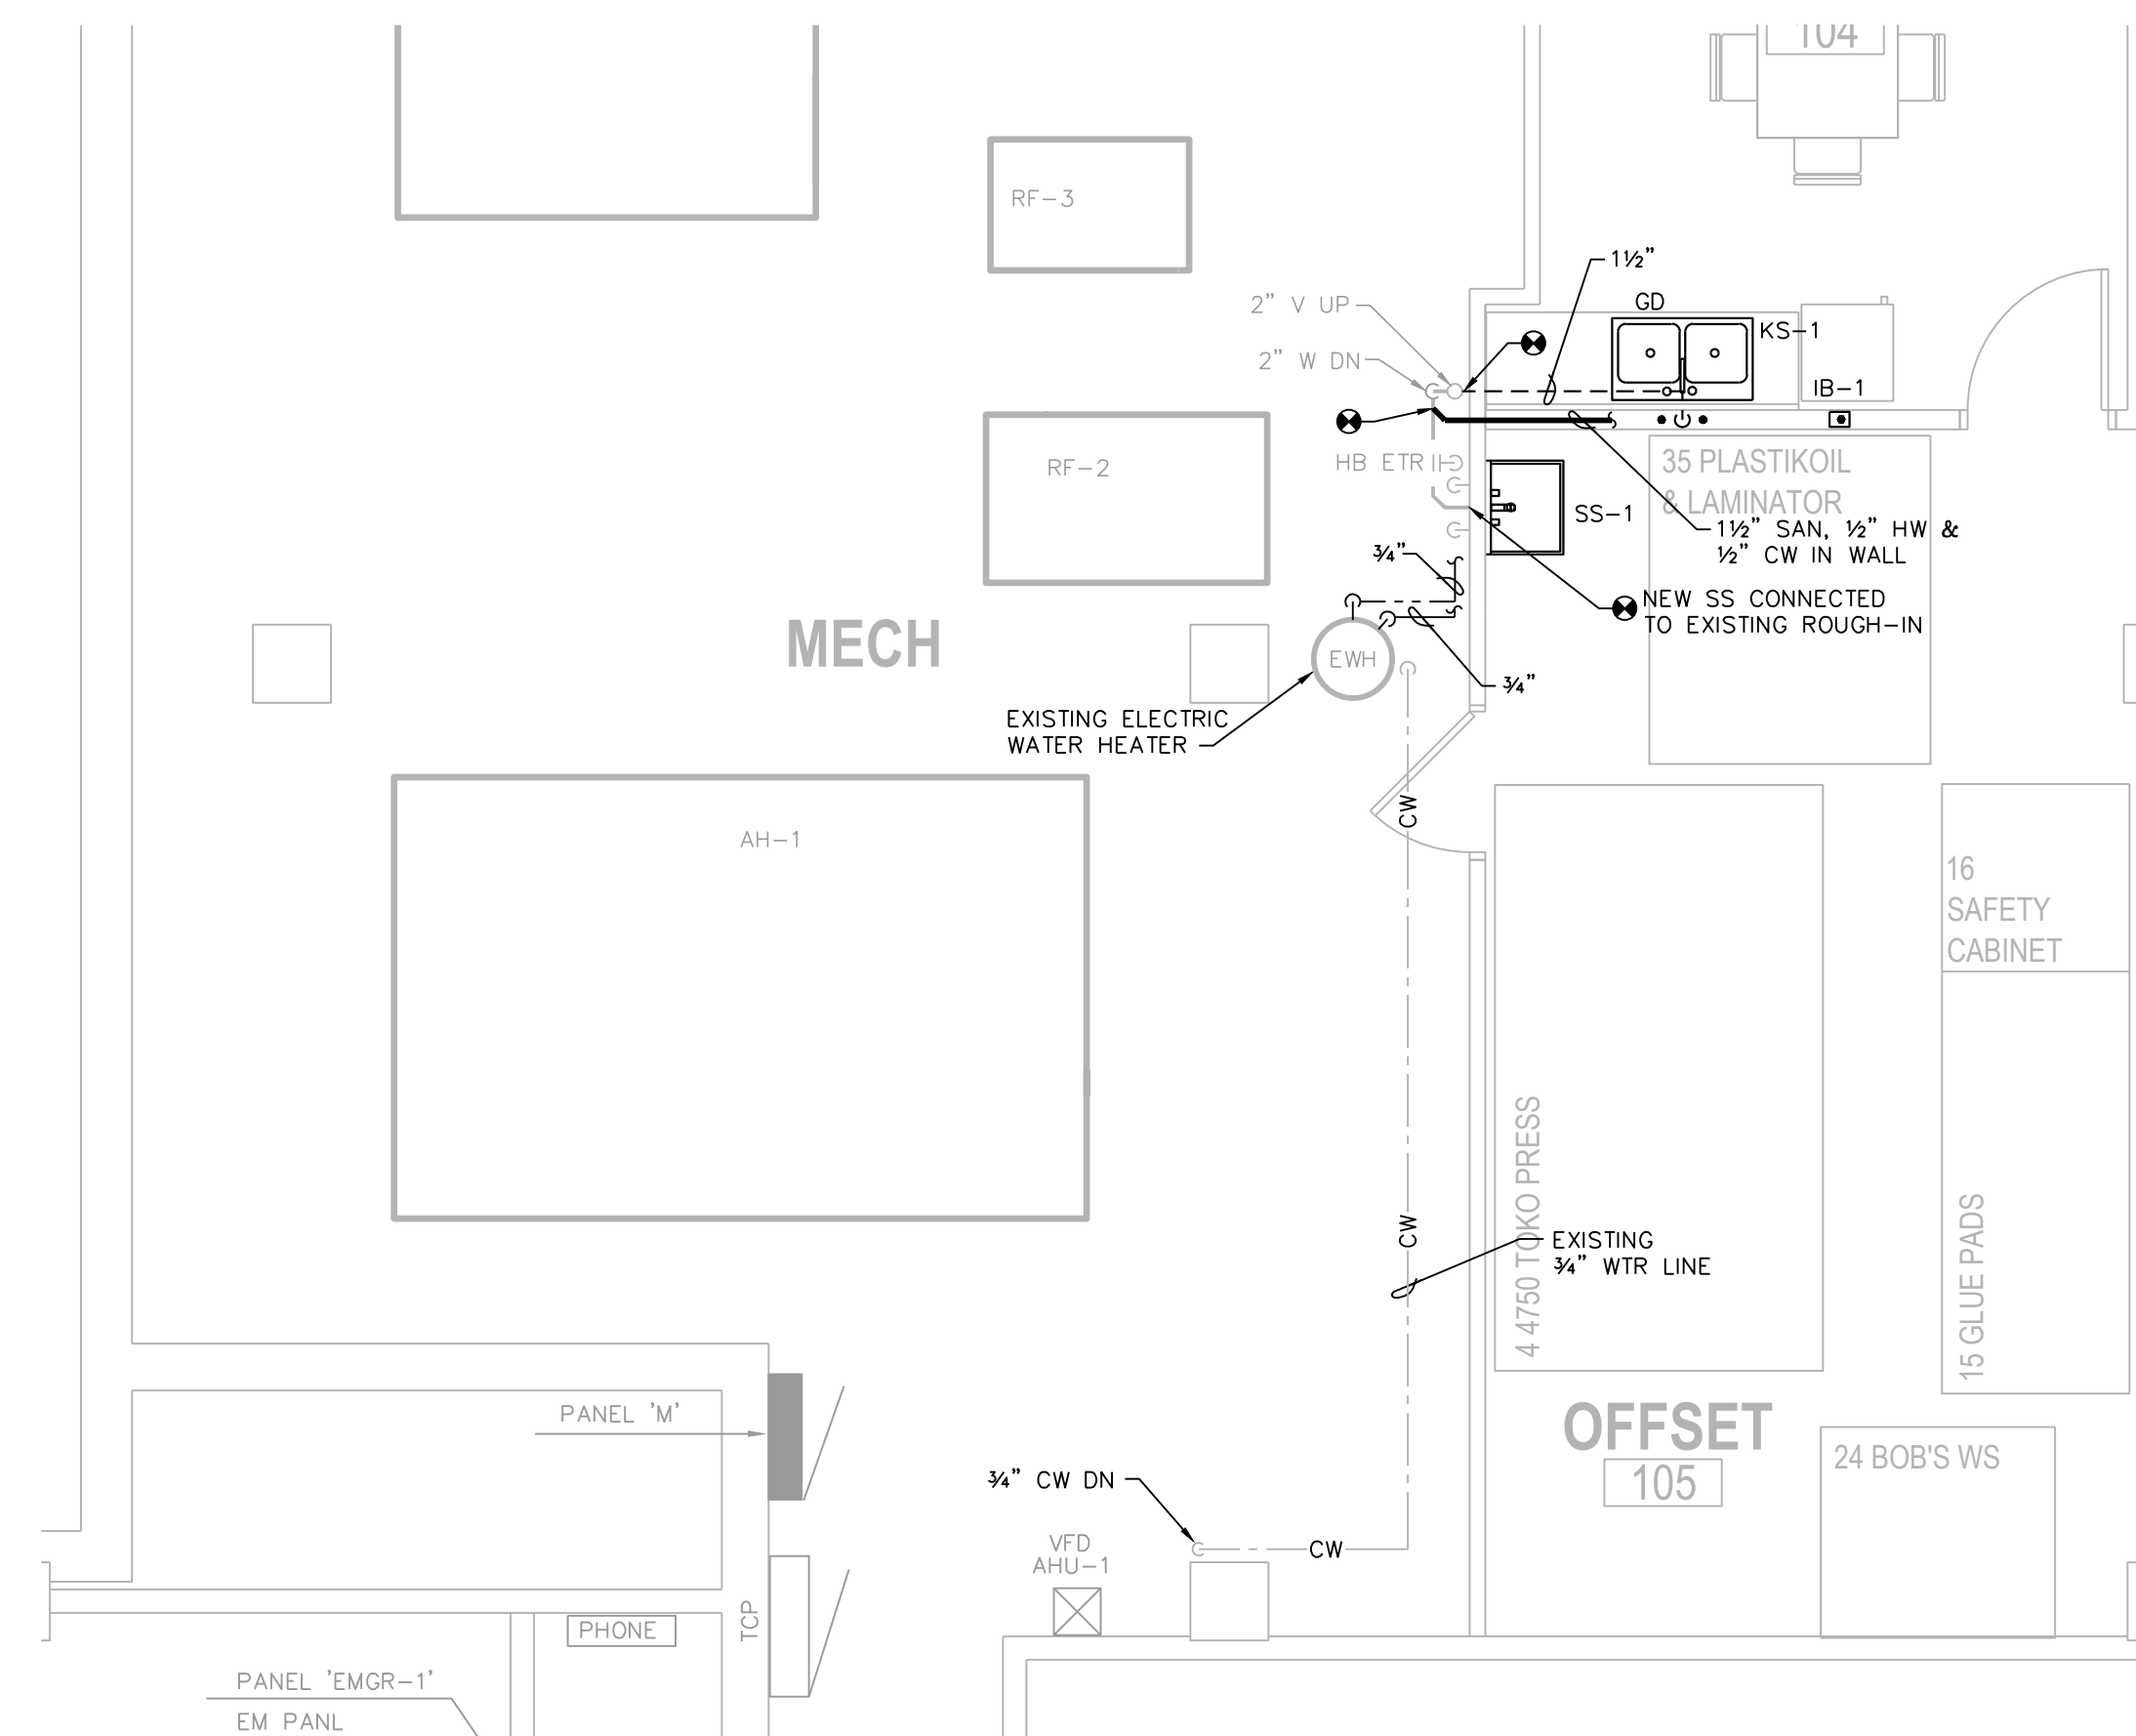 104
RF-3
1½"
GD
2" V UP
KS-1
2" W DN
IB-1
HB ETR
RF-2
35 PLASTIKOIL
& LAMINATOR
SS-1
1½" SAN, ½" HW &
½" CW IN WALL
¾"
NEW SS CONNECTED
TO EXISTING ROUGH-IN
MECH
EWH
¾"
EXISTING ELECTRIC
WATER HEATER
CW
AH-1
16
SAFETY
CABINET
4 4750 TOKO PRESS
15 GLUE PADS
CW
EXISTING
¾" WTR LINE
PANEL 'M'
OFFSET
105
24 BOB'S WS
¾" CW DN
CW
VFD
AHU-1
TCP
PHONE
PANEL 'EMGR-1'
EM PANL